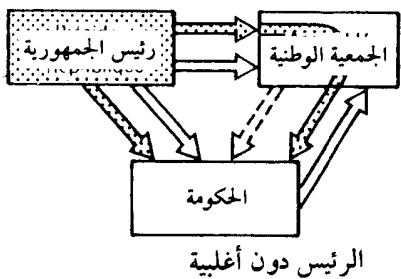 رئيس الجمهورية
الجمعية الوطنية
الحكومة
الرئيس دون أغلبية